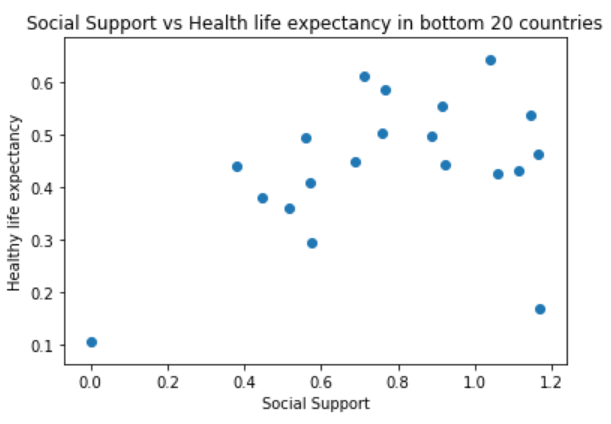 Social Support vs Health life expectancy in bottom 20 countries
Healthy life expectancy
0.6
0.5
0.4
0.3
0.2
0.1
0.0 0.2 0.4 0.6 0.8 1.0 1.2
Social Support